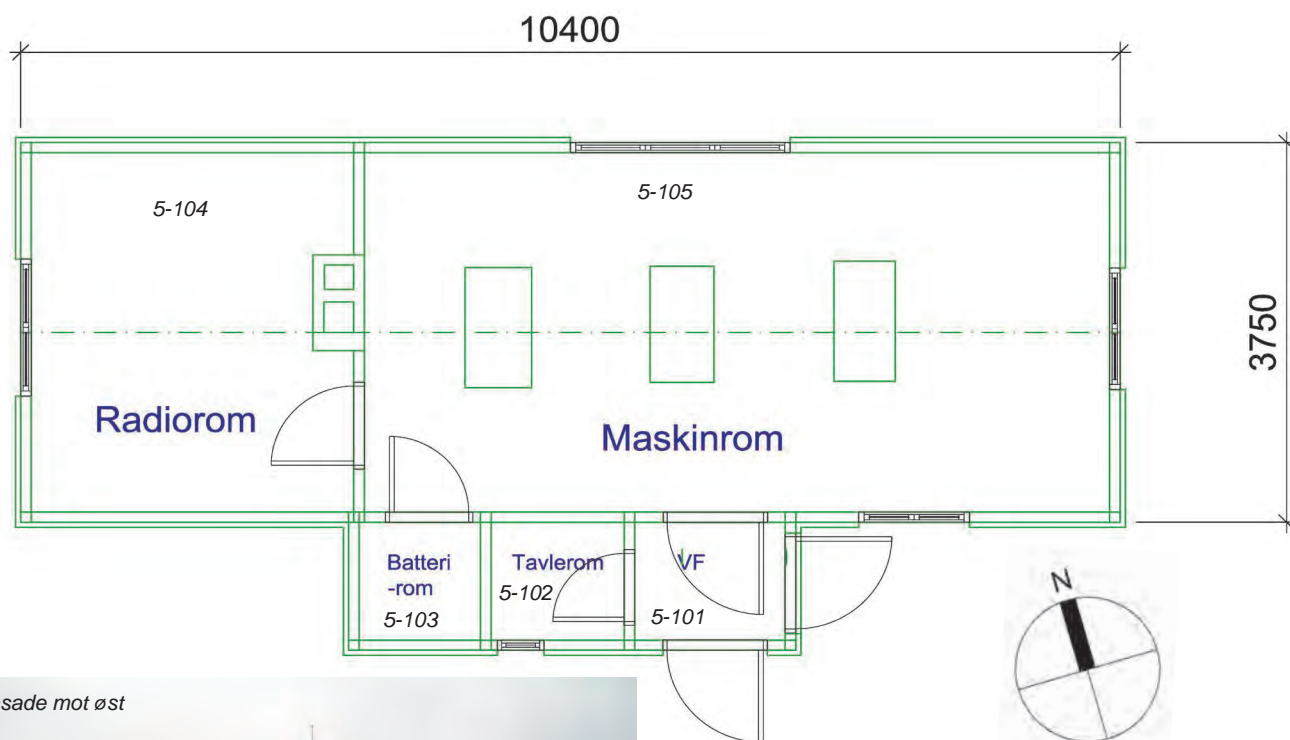 10400
5-104
5-105
3750
Radiorom
Maskinrom
Batteri
-rom
5-103
Tavlerom
5-102
VF
5-101
N
sade mot øst